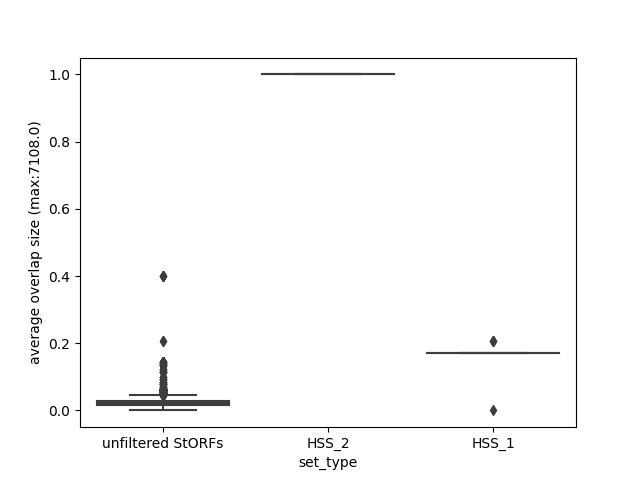 average overlap size (max:7108.0)
1.0
0.8
0.6
0.4
0.2
0.0
unfiltered StORFs HSS_2 HSS_1
set_type